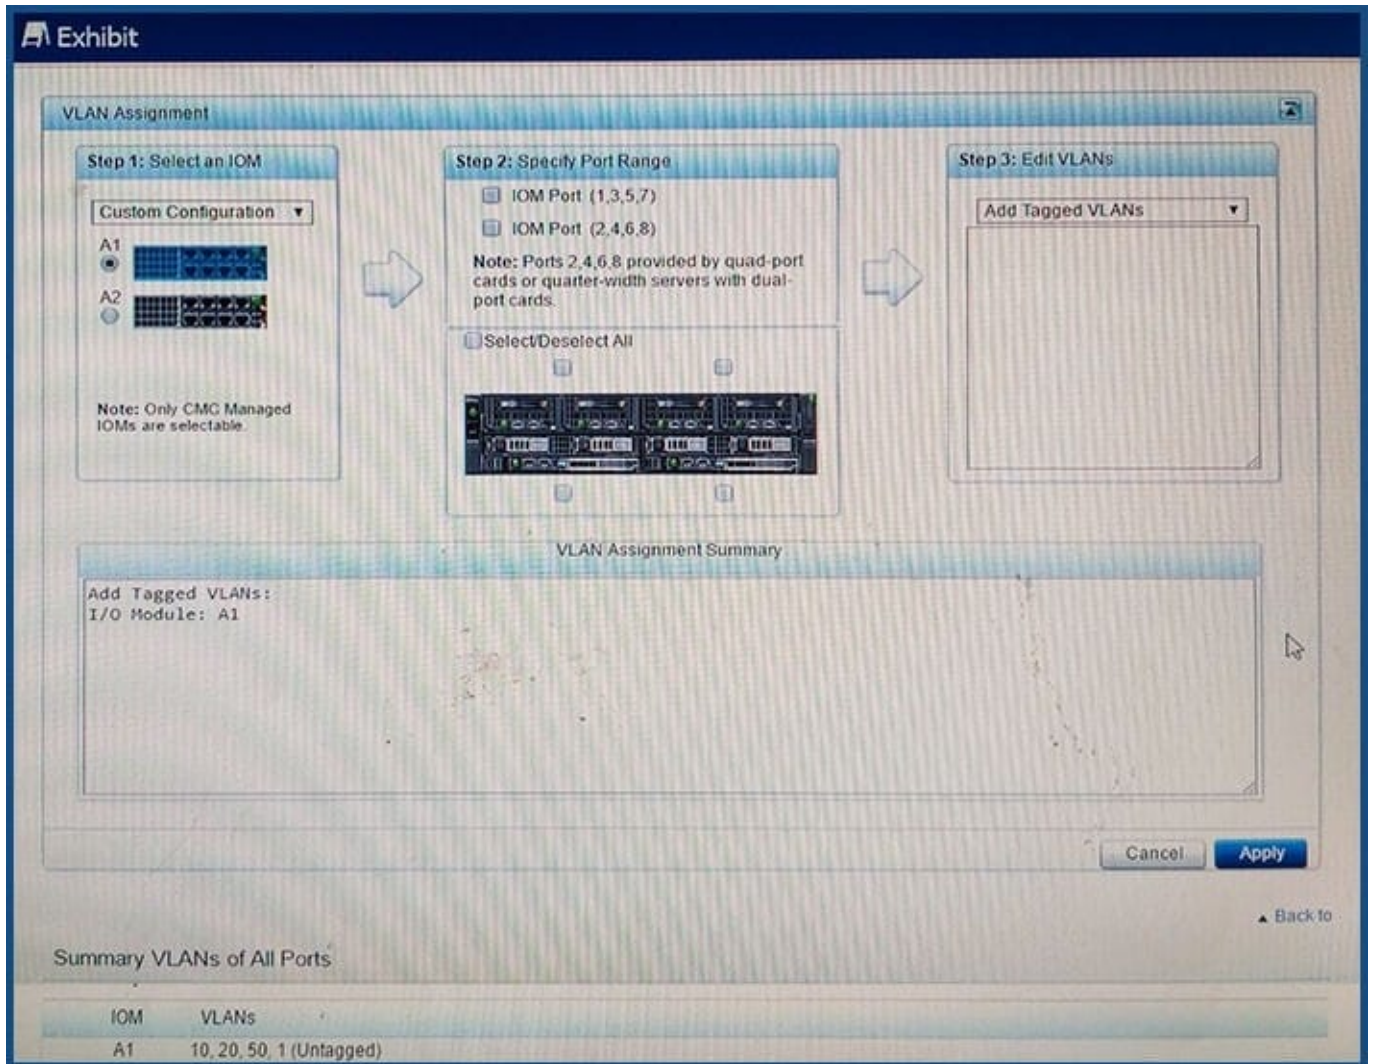 Exhibit
VLAN Assignment
Step 1: Select an IOM
Custom Configuration
A1
A2
Note: Only CMC Managed
IOMs are selectable.
Step 2: Specify Port Range
IOM Port (1,3,5,7)
IOM Port (2,4,6,8)
Note: Ports 2,4,6,8 provided by quad-port
cards or quarter-width servers with dual-
port cards.
Select/Deselect All
Step 3: Edit VLANs
Add Tagged VLANs
VLAN Assignment Summary
Add Tagged VLANs:
I/O Module: A1
Cancel
Apply
Back to
Summary VLANs of All Ports
IOM VLANs
A1 10, 20, 50, 1 (Untagged)